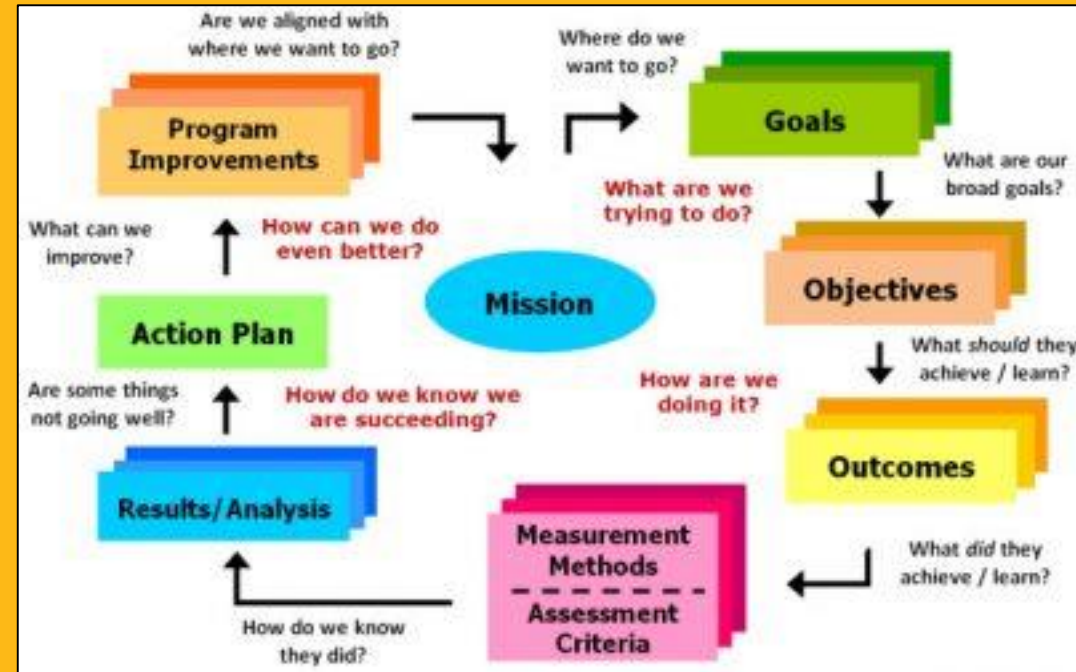 Are we aligned with
where we want to go?
Where do we
want to go?
Program
Improvements
Goals
What are we
trying to do?
What are our
broad goals?
What can we
improve?
How can we do
even better?
Mission
Objectives
Action Plan
What should they
achieve / learn?
Are some things
not going well?
How do we know we
are succeeding?
How are we
doing it?
Outcomes
Results/Analysis
Measurement
Methods
Assessment
Criteria
What did they
achieve / learn?
How do we know
they did?